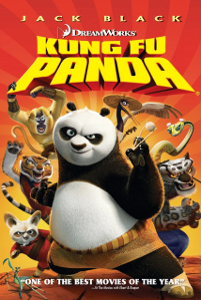 JACK BLACK
DREAMWORKS
KUNG FU
PANDA
"ONE OF THE BEST MOVIES OF THE YEAR"